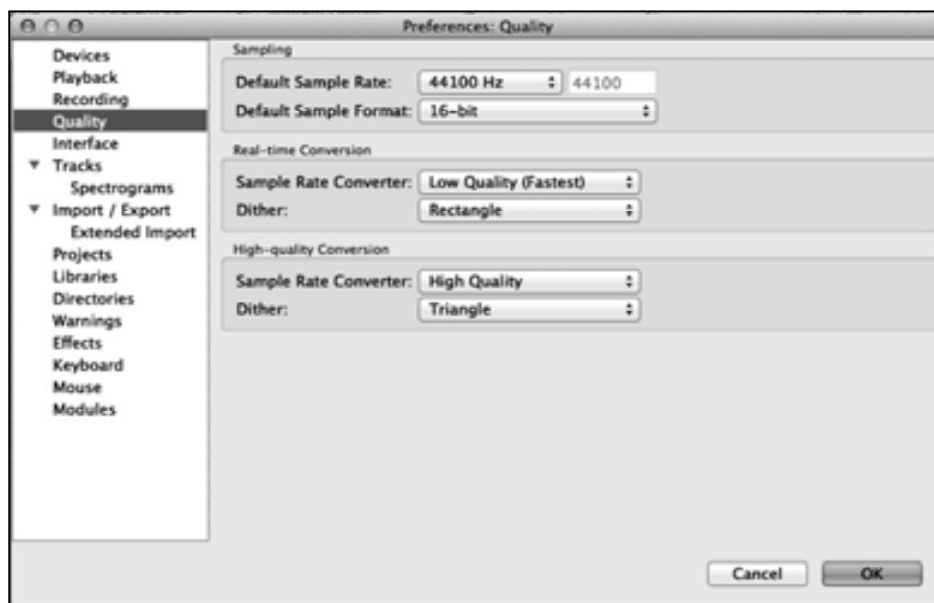 Preferences: Quality
Devices
Playback
Recording
Quality
Interface
Tracks
Spectrograms
Import / Export
Extended Import
Projects
Libraries
Directories
Warnings
Effects
Keyboard
Mouse
Modules
Sampling
Default Sample Rate: 44100 Hz 44100
Default Sample Format: 16-bit
Real-time Conversion
Sample Rate Converter: Low Quality (Fastest)
Dither: Rectangle
High-quality Conversion
Sample Rate Converter: High Quality
Dither: Triangle
Cancel OK